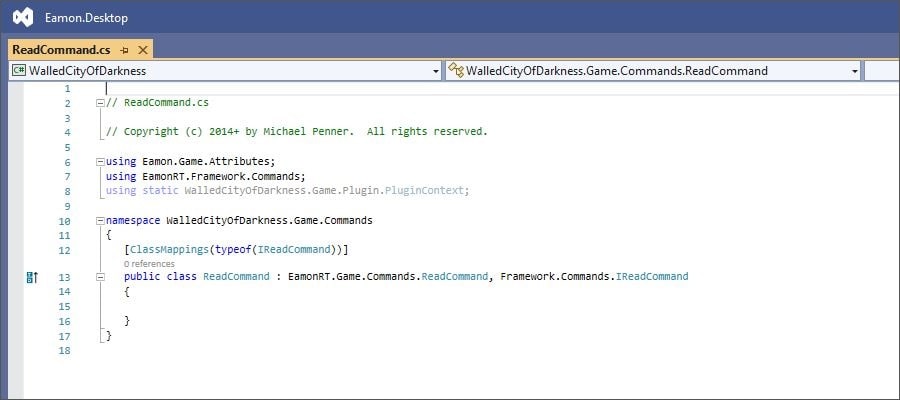 Eamon.Desktop
ReadCommand.cs
C# WalledCityOfDarkness
WalledCityOfDarkness.Game.Commands.ReadCommand
1
2 // ReadCommand.cs
3
4 // Copyright (c) 2014+ by Michael Penner.  All rights reserved.
5
6 using Eamon.Game.Attributes;
7 using EamonRT.Framework.Commands;
8 using static WalledCityOfDarkness.Game.Plugin.PluginContext;
9
10 namespace WalledCityOfDarkness.Game.Commands
11 {
12 [ClassMappings(typeof(IReadCommand))]
0 references
13 public class ReadCommand : EamonRT.Game.Commands.ReadCommand, Framework.Commands.IReadCommand
14 {
15
16 }
17 }
18